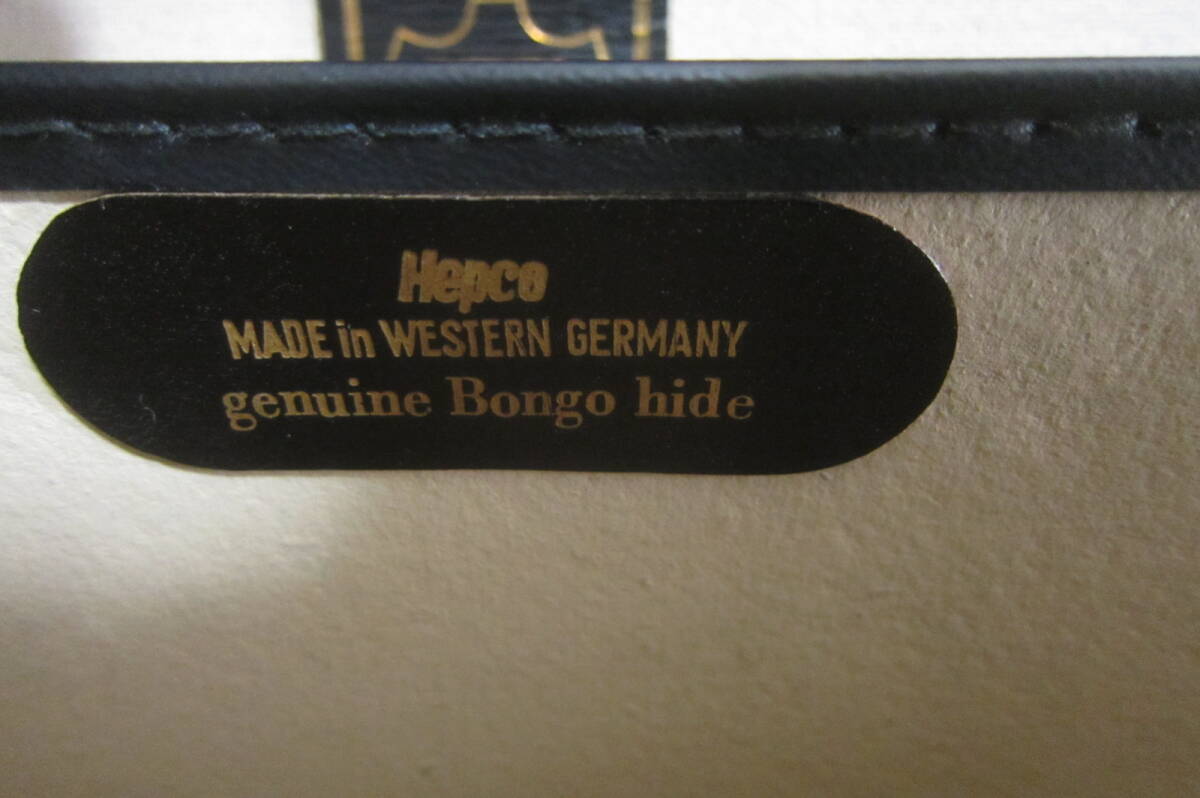 Hepco
MADE in WESTERN GERMANY
genuine Bongo hide